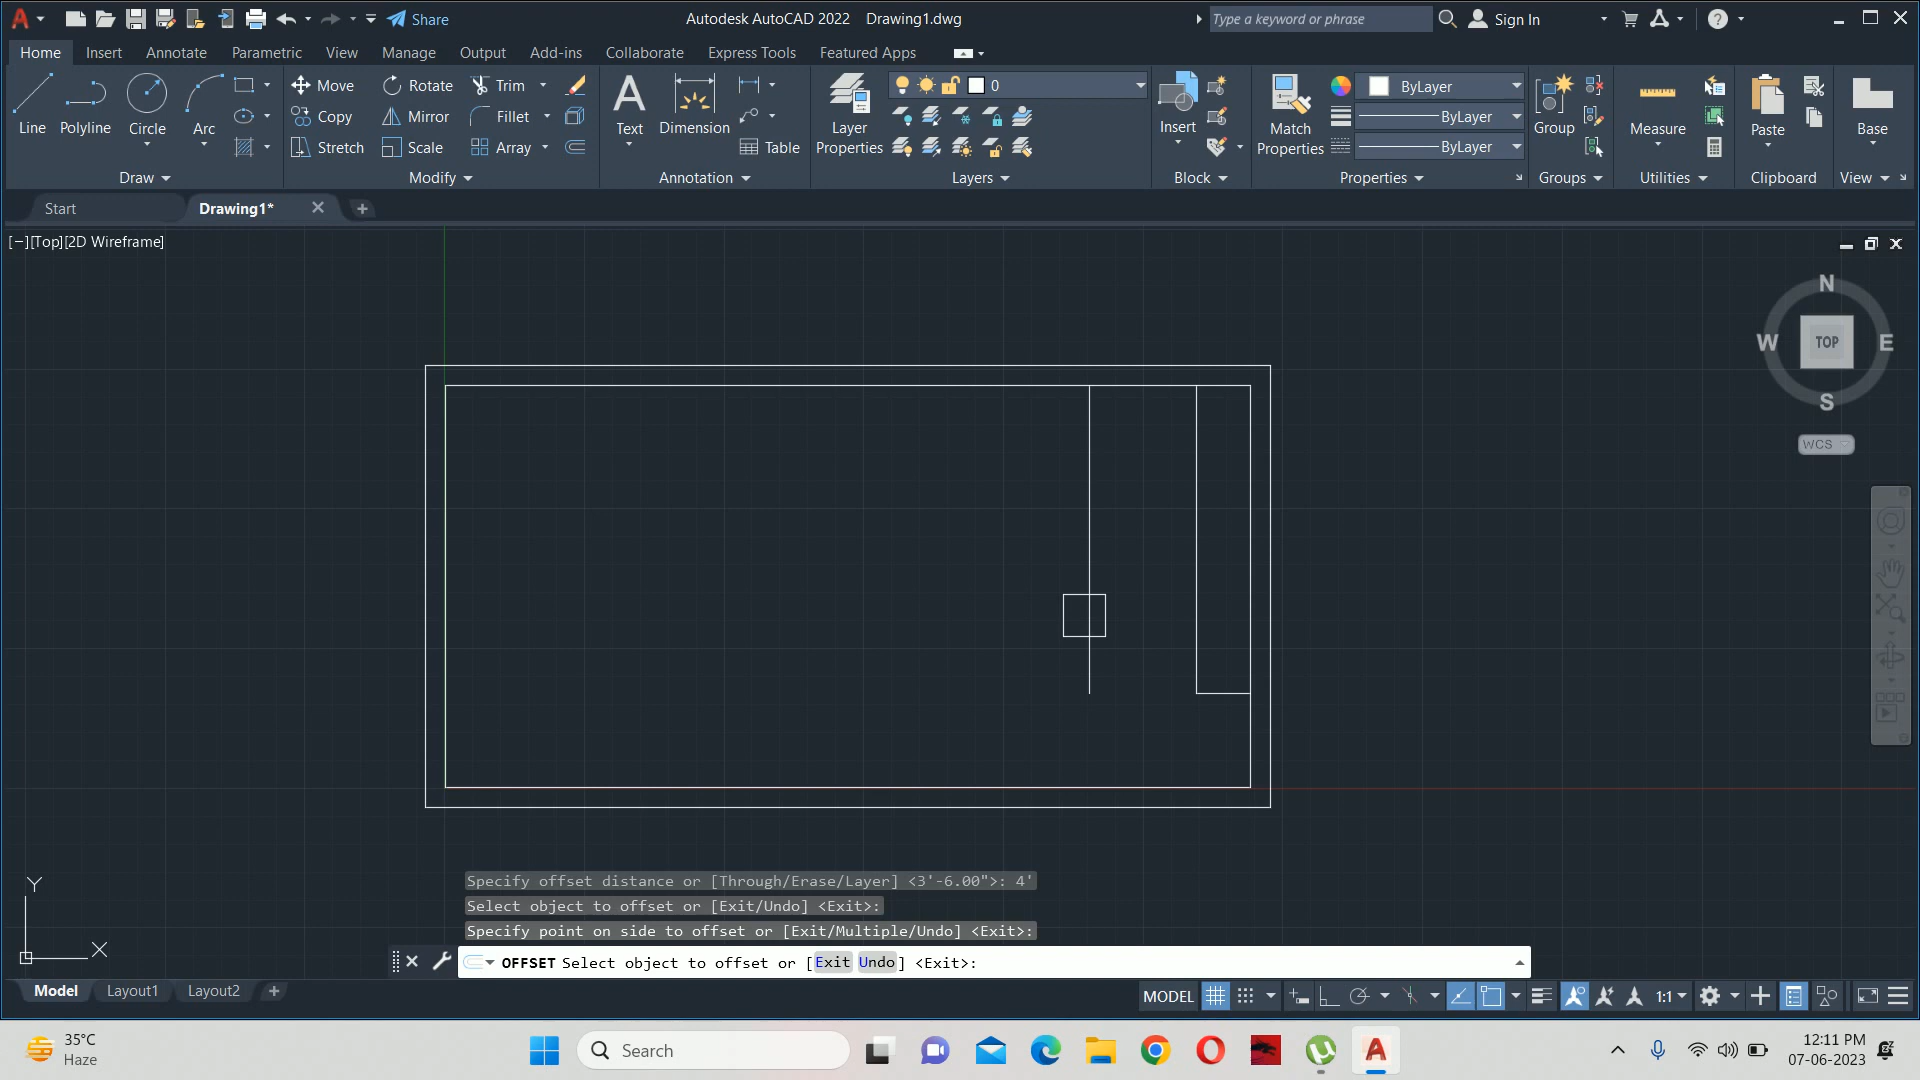 Share
Autodesk AutoCAD 2022 Drawing1.dwg
Type a keyword or phrase
Sign In
Home Insert Annotate Parametric View Manage Output Add-ins Collaborate Express Tools Featured Apps
Line Polyline Circle Arc
Move Rotate Trim
Copy Mirror Fillet
Stretch Scale Array
Text Dimension Table
Layer Properties
0
Insert
Match Properties
ByLayer
ByLayer
ByLayer
Group
Measure
Paste
Base
Draw Modify Annotation Layers Block Properties Groups Utilities Clipboard View
Start Drawing1*
[−][Top][2D Wireframe]
N
W TOP E
S
WCS
Y
X
Specify offset distance or [Through/Erase/Layer] <3'-6.00">: 4'
Select object to offset or [Exit/Undo] <Exit>:
Specify point on side to offset or [Exit/Multiple/Undo] <Exit>:
OFFSET Select object to offset or [Exit Undo] <Exit>:
Model Layout1 Layout2
MODEL 1:1
35°C
Haze
Search
12:11 PM
07-06-2023